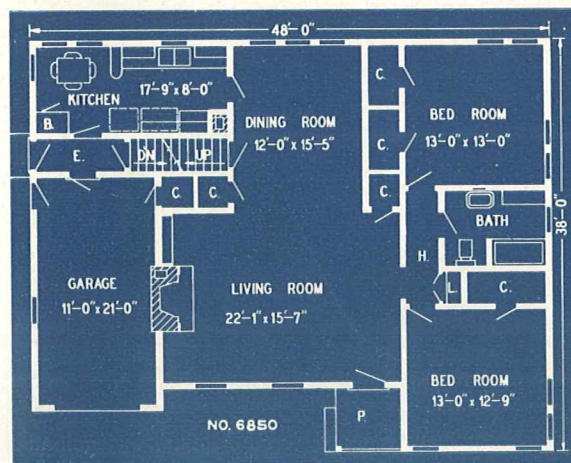 48'-0"
17'-9" x 8'-0"
KITCHEN
C.
BED ROOM
13'-0" x 13'-0"
DINING ROOM
12'-0" x 15'-5"
B.
C.
E.
DN
UP
C.
C.
C.
BATH
38'-0"
H.
GARAGE
11'-0" x 21'-0"
LIVING ROOM
22'-1" x 15'-7"
L.
C.
BED ROOM
13'-0" x 12'-9"
P.
NO. 6850